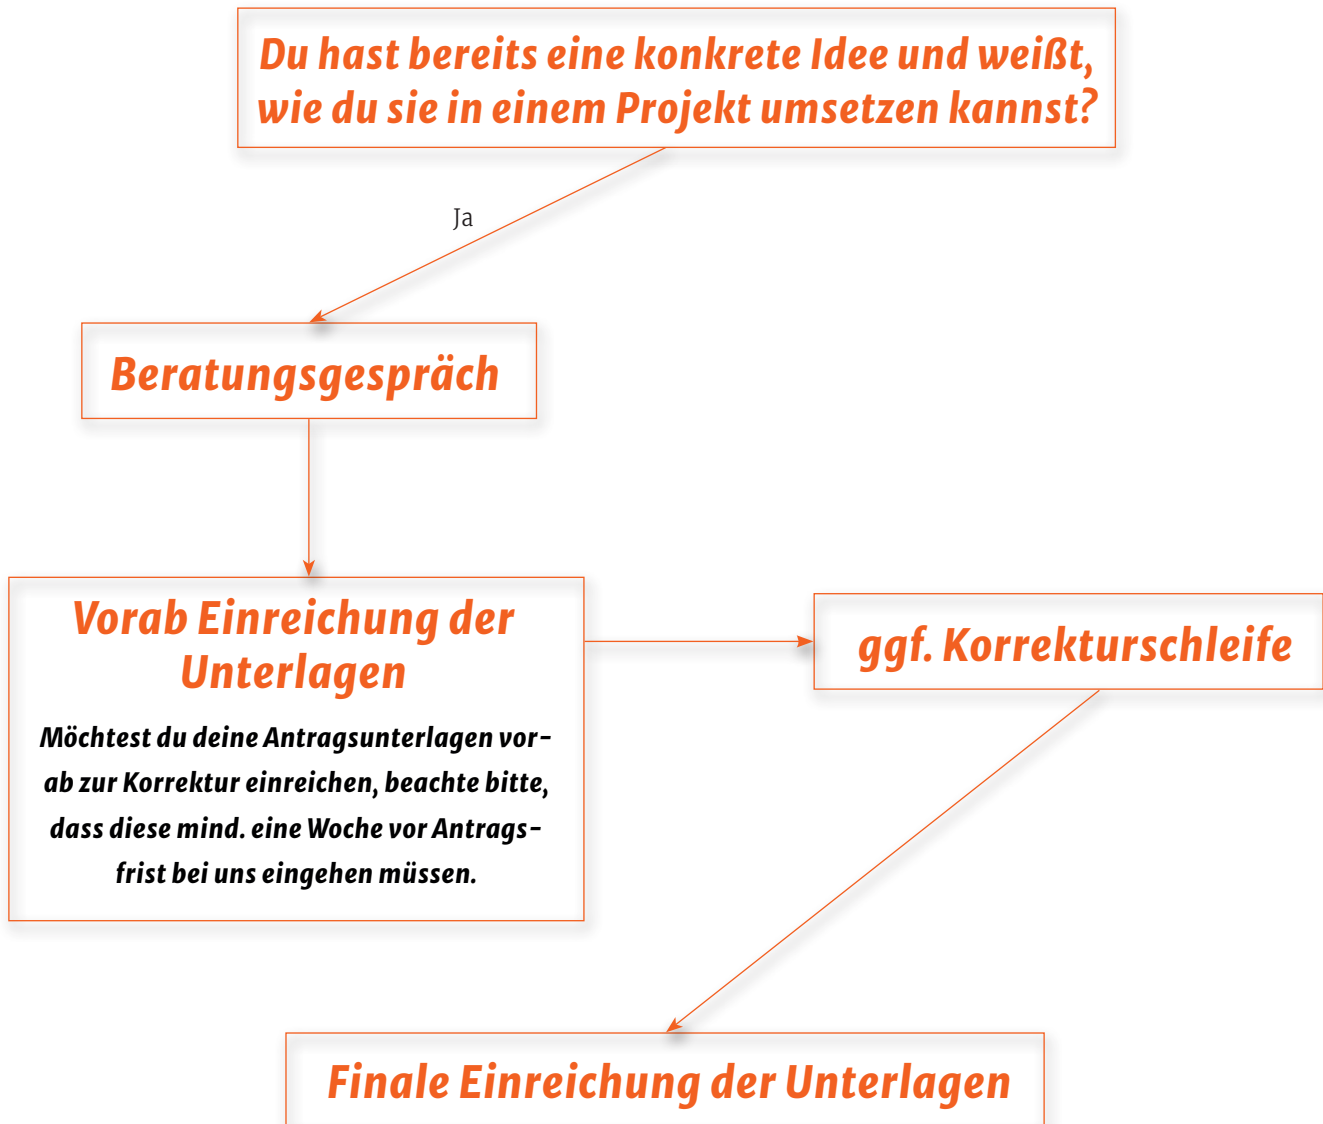 Du hast bereits eine konkrete Idee und weißt,
wie du sie in einem Projekt umsetzen kannst?
Ja
Beratungsgespräch
Vorab Einreichung der
Unterlagen
Möchtest du deine Antragsunterlagen vor-
ab zur Korrektur einreichen, beachte bitte,
dass diese mind. eine Woche vor Antrags-
frist bei uns eingehen müssen.
ggf. Korrekturschleife
Finale Einreichung der Unterlagen